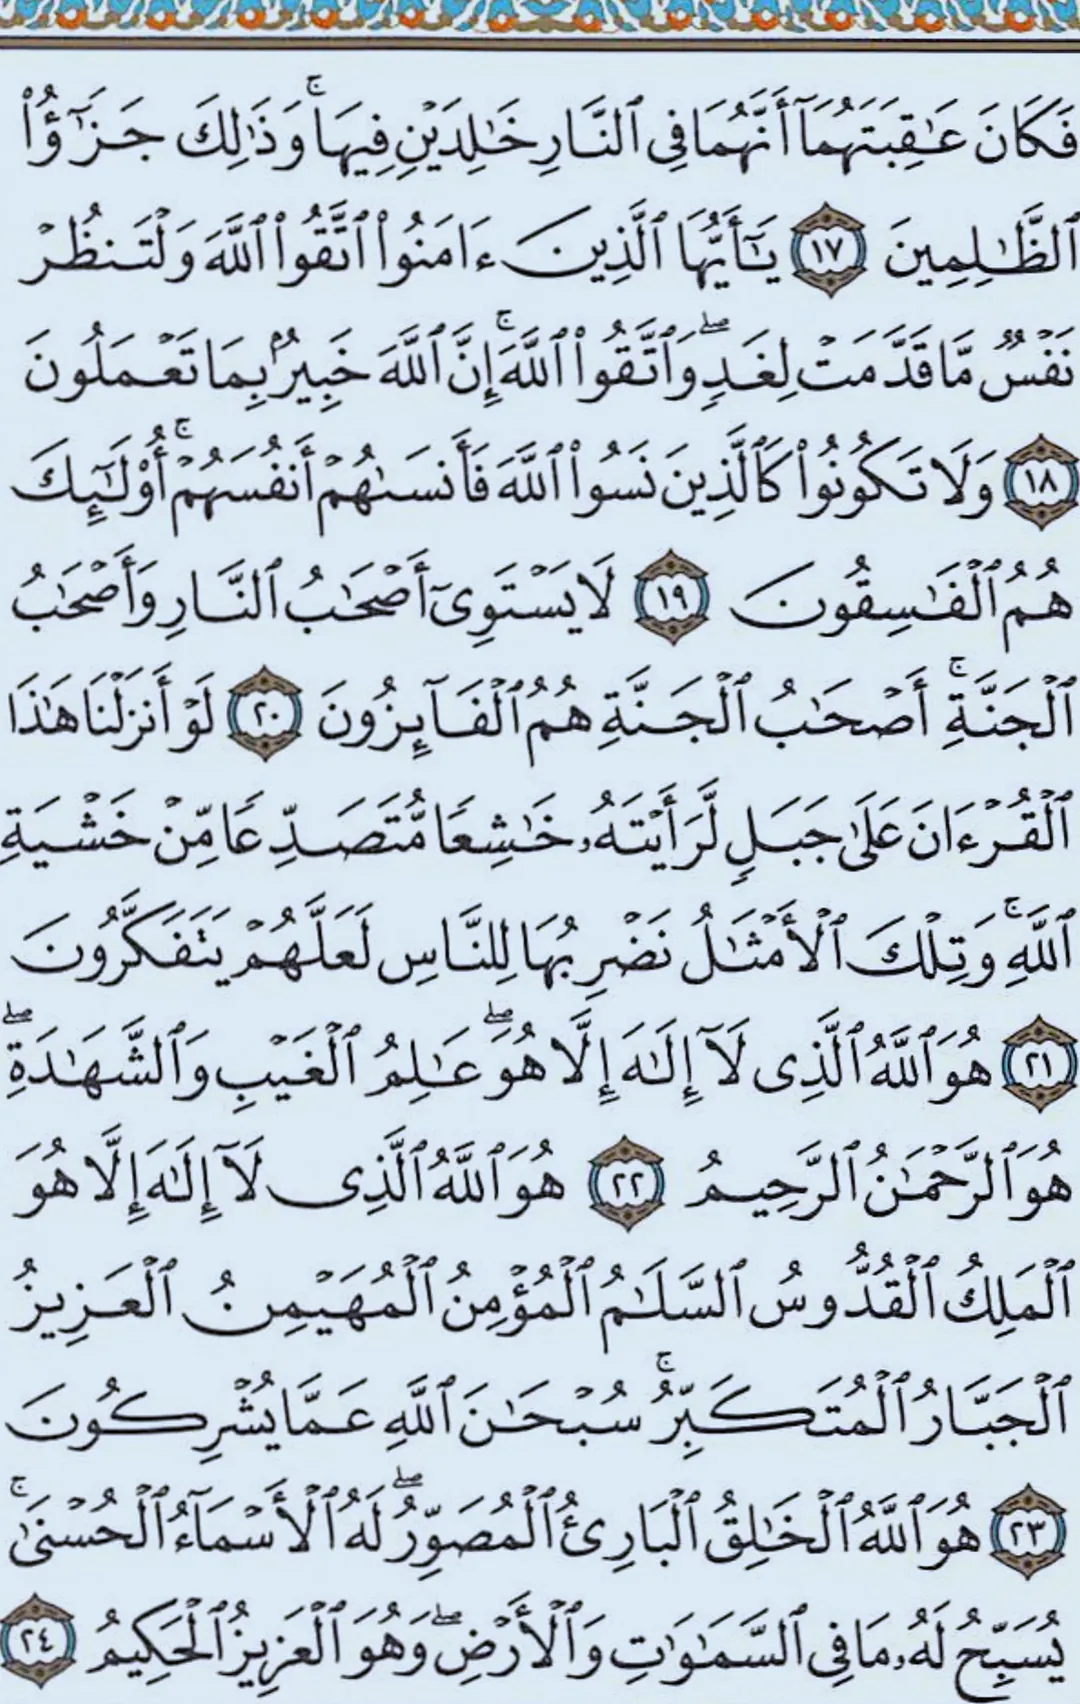 فَكَانَ عَٰقِبَتَهُمَآ أَنَّهُمَا فِى ٱلنَّارِ خَٰلِدَيْنِ فِيهَا ۚ وَذَٰلِكَ جَزَٰٓؤُا۟
ٱلظَّٰلِمِينَ ١٧ يَٰٓأَيُّهَا ٱلَّذِينَ ءَامَنُوا۟ ٱتَّقُوا۟ ٱللَّهَ وَلْتَنظُرْ
نَفْسٌ مَّا قَدَّمَتْ لِغَدٍ ۖ وَٱتَّقُوا۟ ٱللَّهَ ۚ إِنَّ ٱللَّهَ خَبِيرٌۢ بِمَا تَعْمَلُونَ
١٨ وَلَا تَكُونُوا۟ كَٱلَّذِينَ نَسُوا۟ ٱللَّهَ فَأَنسَىٰهُمْ أَنفُسَهُمْ ۚ أُو۟لَٰٓئِكَ
هُمُ ٱلْفَٰسِقُونَ ١٩ لَا يَسْتَوِىٓ أَصْحَٰبُ ٱلنَّارِ وَأَصْحَٰبُ
ٱلْجَنَّةِ ۚ أَصْحَٰبُ ٱلْجَنَّةِ هُمُ ٱلْفَآئِزُونَ ٢٠ لَوْ أَنزَلْنَا هَٰذَا
ٱلْقُرْءَانَ عَلَىٰ جَبَلٍ لَّرَأَيْتَهُۥ خَٰشِعًا مُّتَصَدِّعًا مِّنْ خَشْيَةِ
ٱللَّهِ ۚ وَتِلْكَ ٱلْأَمْثَٰلُ نَضْرِبُهَا لِلنَّاسِ لَعَلَّهُمْ يَتَفَكَّرُونَ
٢١ هُوَ ٱللَّهُ ٱلَّذِى لَآ إِلَٰهَ إِلَّا هُوَ ۖ عَٰلِمُ ٱلْغَيْبِ وَٱلشَّهَٰدَةِ ۖ
هُوَ ٱلرَّحْمَٰنُ ٱلرَّحِيمُ ٢٢ هُوَ ٱللَّهُ ٱلَّذِى لَآ إِلَٰهَ إِلَّا هُوَ
ٱلْمَلِكُ ٱلْقُدُّوسُ ٱلسَّلَٰمُ ٱلْمُؤْمِنُ ٱلْمُهَيْمِنُ ٱلْعَزِيزُ
ٱلْجَبَّارُ ٱلْمُتَكَبِّرُ ۚ سُبْحَٰنَ ٱللَّهِ عَمَّا يُشْرِكُونَ
٢٣ هُوَ ٱللَّهُ ٱلْخَٰلِقُ ٱلْبَارِئُ ٱلْمُصَوِّرُ ۖ لَهُ ٱلْأَسْمَآءُ ٱلْحُسْنَىٰ ۚ
يُسَبِّحُ لَهُۥ مَا فِى ٱلسَّمَٰوَٰتِ وَٱلْأَرْضِ ۖ وَهُوَ ٱلْعَزِيزُ ٱلْحَكِيمُ ٢٤